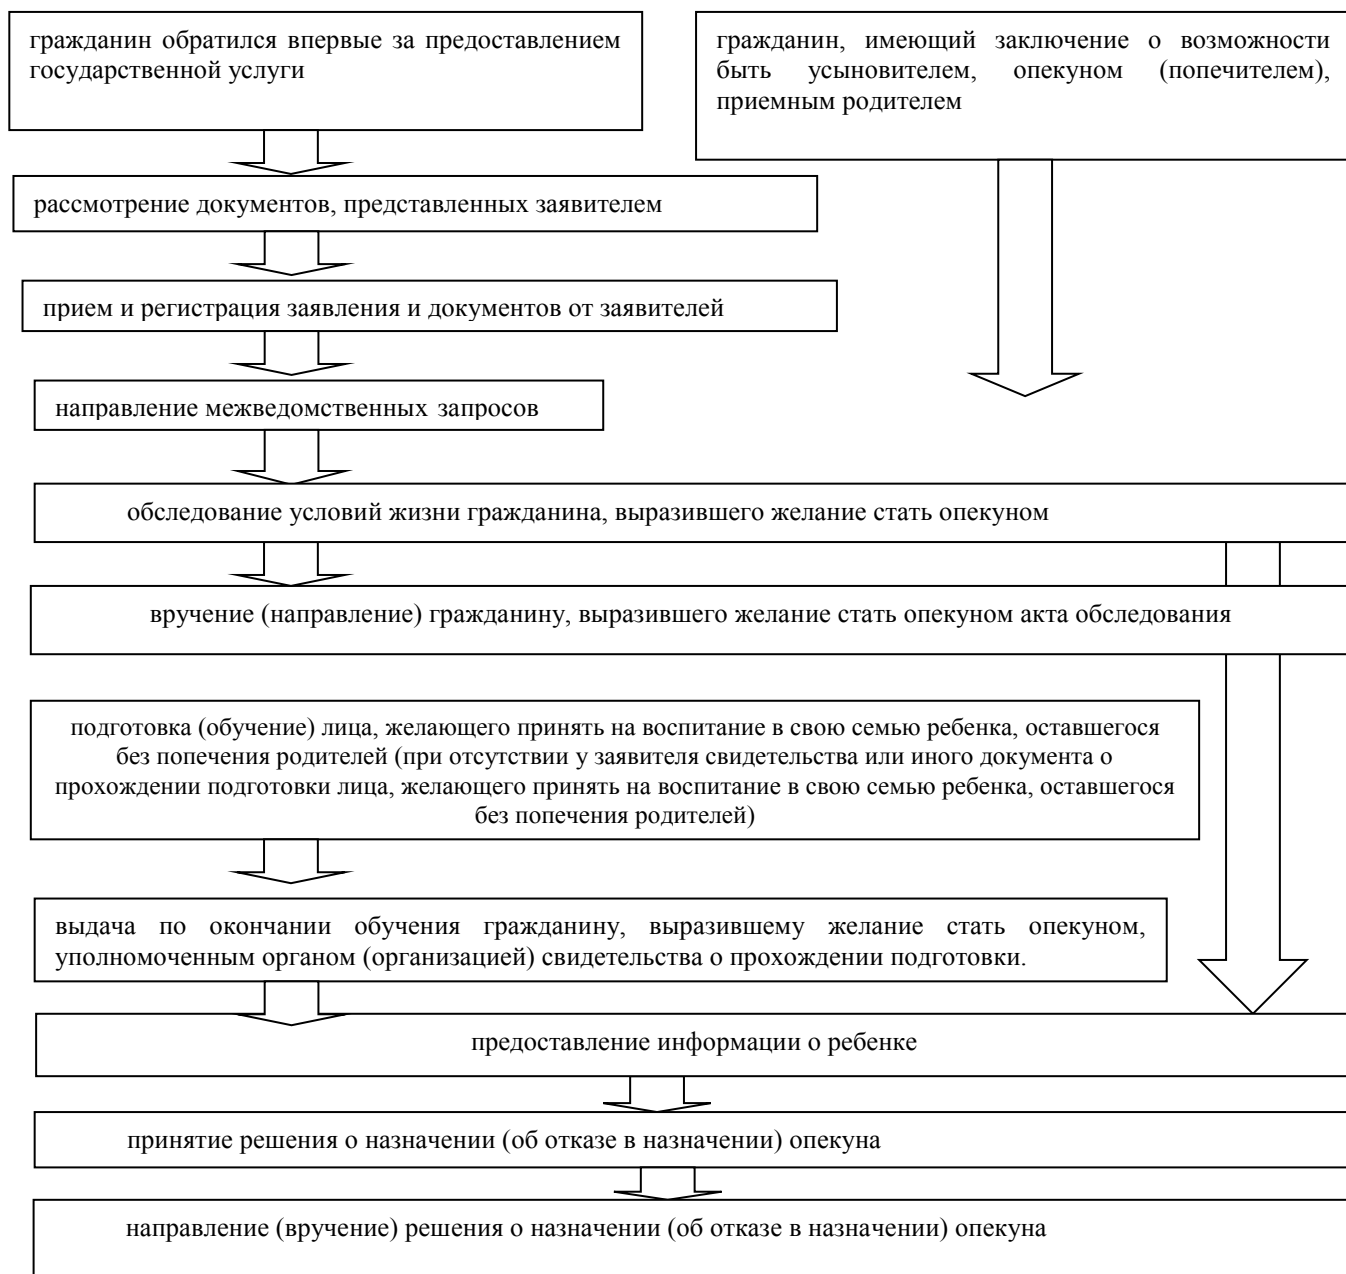 гражданин обратился впервые за предоставлением
государственной услуги
гражданин, имеющий заключение о возможности
быть усыновителем, опекуном (попечителем),
приемным родителем
рассмотрение документов, представленных заявителем
прием и регистрация заявления и документов от заявителей
направление межведомственных запросов
обследование условий жизни гражданина, выразившего желание стать опекуном
вручение (направление) гражданину, выразившего желание стать опекуном акта обследования
подготовка (обучение) лица, желающего принять на воспитание в свою семью ребенка, оставшегося
без попечения родителей (при отсутствии у заявителя свидетельства или иного документа о
прохождении подготовки лица, желающего принять на воспитание в свою семью ребенка, оставшегося
без попечения родителей)
выдача по окончании обучения гражданину, выразившему желание стать опекуном,
уполномоченным органом (организацией) свидетельства о прохождении подготовки.
предоставление информации о ребенке
принятие решения о назначении (об отказе в назначении) опекуна
направление (вручение) решения о назначении (об отказе в назначении) опекуна